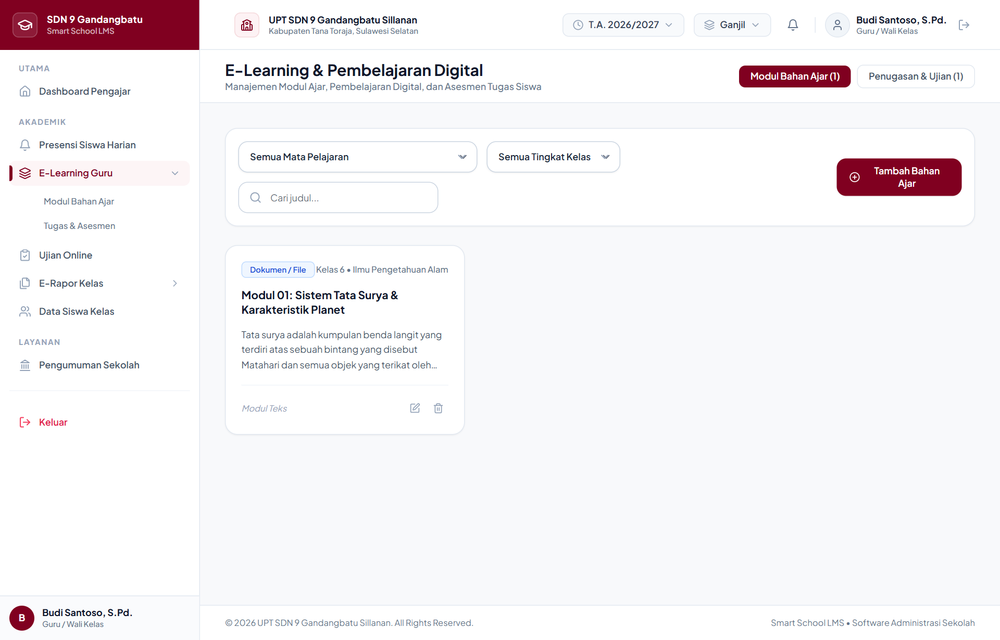 SDN 9 Gandangbatu
Smart School LMS
UPT SDN 9 Gandangbatu Sillanan
Kabupaten Tana Toraja, Sulawesi Selatan
T.A. 2026/2027
Ganjil
Budi Santoso, S.Pd.
Guru / Wali Kelas
UTAMA
Dashboard Pengajar
AKADEMIK
Presensi Siswa Harian
E-Learning Guru
Modul Bahan Ajar
Tugas & Asesmen
Ujian Online
E-Rapor Kelas
Data Siswa Kelas
LAYANAN
Pengumuman Sekolah
Keluar
B
Budi Santoso, S.Pd.
Guru / Wali Kelas
E-Learning & Pembelajaran Digital
Manajemen Modul Ajar, Pembelajaran Digital, dan Asesmen Tugas Siswa
Modul Bahan Ajar (1)
Penugasan & Ujian (1)
Semua Mata Pelajaran
Semua Tingkat Kelas
Cari judul...
Tambah Bahan
Ajar
Dokumen / File
Kelas 6 • Ilmu Pengetahuan Alam
Modul 01: Sistem Tata Surya &
Karakteristik Planet
Tata surya adalah kumpulan benda langit yang
terdiri atas sebuah bintang yang disebut
Matahari dan semua objek yang terikat oleh...
Modul Teks
© 2026 UPT SDN 9 Gandangbatu Sillanan. All Rights Reserved.
Smart School LMS • Software Administrasi Sekolah